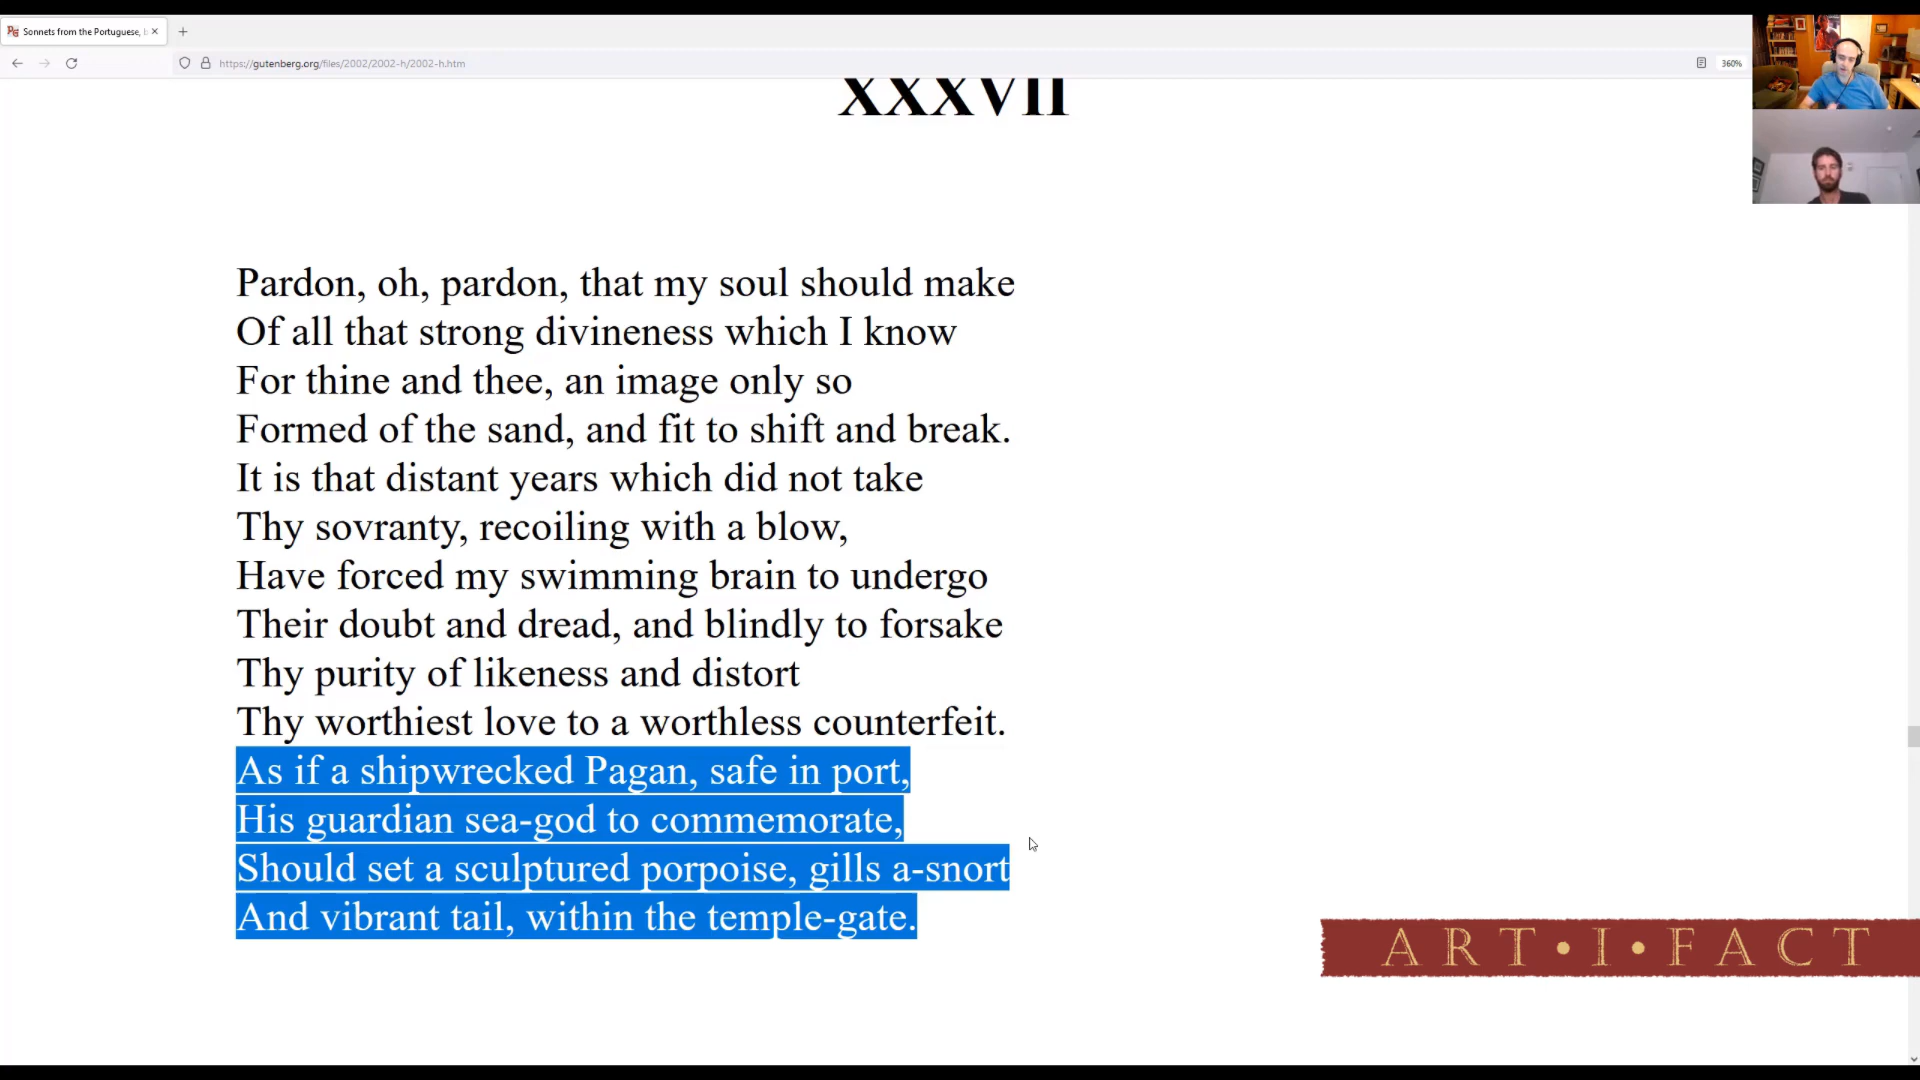 Sonnets from the Portuguese,
https://gutenberg.org/files/2002/2002-h/2002-h.htm
360%
XXXVII
Pardon, oh, pardon, that my soul should make
Of all that strong divineness which I know
For thine and thee, an image only so
Formed of the sand, and fit to shift and break.
It is that distant years which did not take
Thy sovranty, recoiling with a blow,
Have forced my swimming brain to undergo
Their doubt and dread, and blindly to forsake
Thy purity of likeness and distort
Thy worthiest love to a worthless counterfeit.
As if a shipwrecked Pagan, safe in port,
His guardian sea-god to commemorate,
Should set a sculptured porpoise, gills a-snort
And vibrant tail, within the temple-gate.
ART•I•FACT